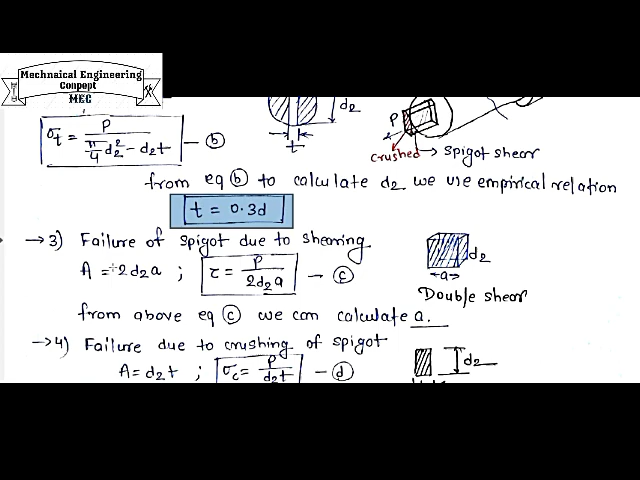 Mechnaical Engineering
Conpept
MEC
σt = P / (π/4 d2² - d2t) — ⓑ
d2
t
P
crushed → spigot shear
from eq ⓑ to calculate d2 we use empirical relation
t = 0.3d
→ 3) Failure of spigot due to shearing
A = 2d2a ; τ = P / 2d2a — ⓒ
d2
←a→
Double shear
from above eq ⓒ we can calculate a.
→ 4) Failure due to crushing of spigot
A = d2t ; σc = P / d2t — ⓓ
d2